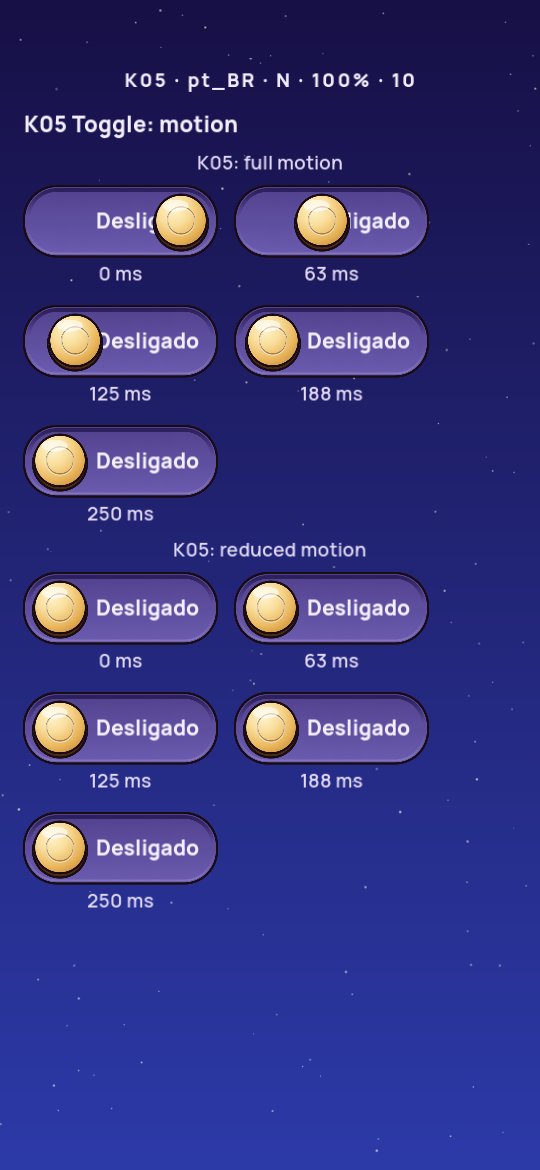 K05 · pt_BR · N · 100% · 10
K05 Toggle: motion
K05: full motion
Deslig ligado
0 ms 63 ms
Desligado Desligado
125 ms 188 ms
Desligado
250 ms
K05: reduced motion
Desligado Desligado
0 ms 63 ms
Desligado Desligado
125 ms 188 ms
Desligado
250 ms